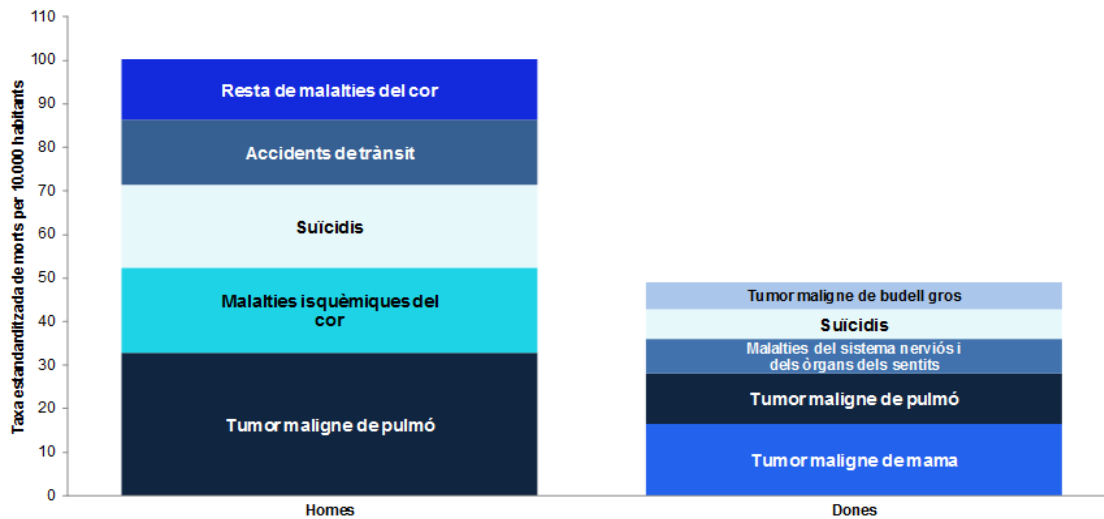 Taxa estandarditzada de morts per 10.000 habitants
110
100
90
80
70
60
50
40
30
20
10
0
Resta de malalties del cor
Accidents de trànsit
Suïcidis
Malalties isquèmiques del
cor
Tumor maligne de pulmó
Homes
Tumor maligne de budell gros
Suïcidis
Malalties del sistema nerviós i
dels òrgans dels sentits
Tumor maligne de pulmó
Tumor maligne de mama
Dones